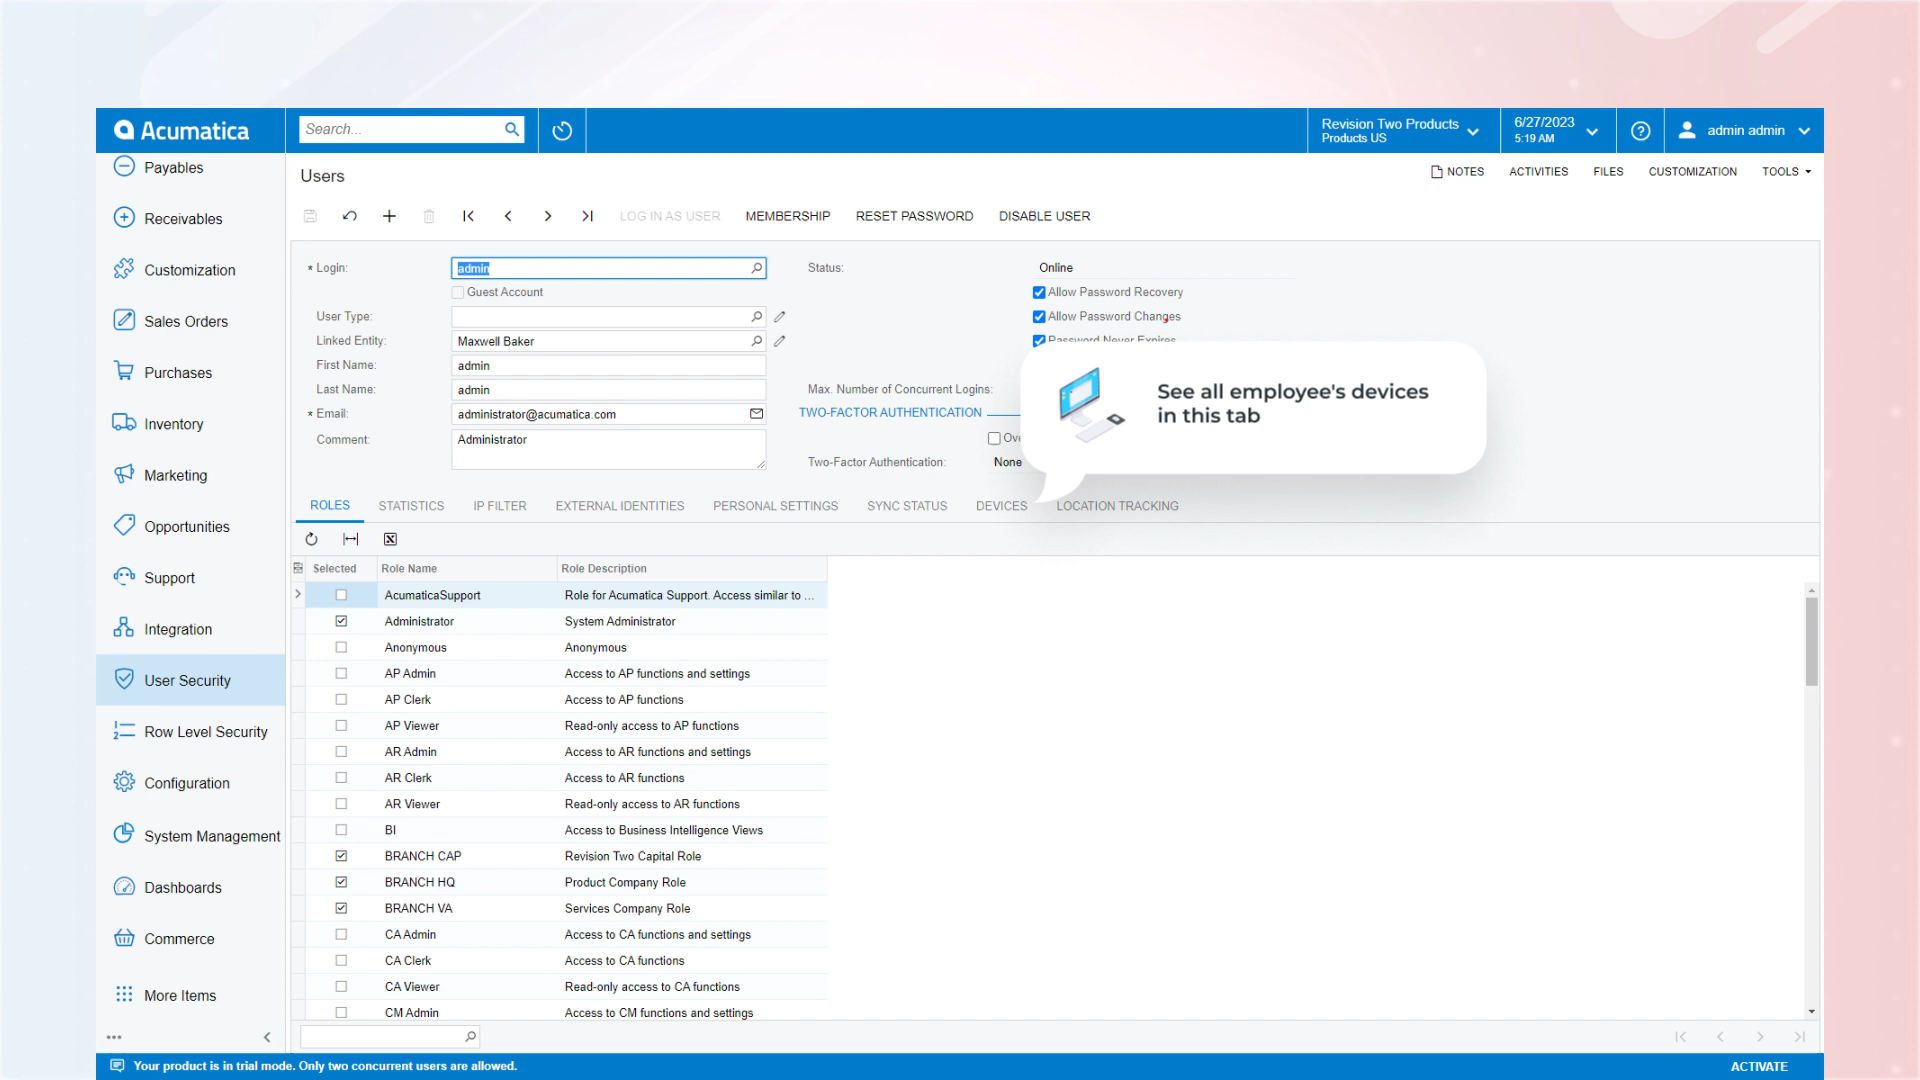 Acumatica
Search...
Revision Two Products
Products US
6/27/2023
5:19 AM
admin admin
Users
NOTES ACTIVITIES FILES CUSTOMIZATION TOOLS
LOG IN AS USER MEMBERSHIP RESET PASSWORD DISABLE USER
Payables
Receivables
Customization
Sales Orders
Purchases
Inventory
Marketing
Opportunities
Support
Integration
User Security
Row Level Security
Configuration
System Management
Dashboards
Commerce
More Items
* Login: admin
Guest Account
User Type:
Linked Entity: Maxwell Baker
First Name: admin
Last Name: admin
* Email: administrator@acumatica.com
Comment: Administrator
Status: Online
Allow Password Recovery
Allow Password Changes
Password Never Expires
Max. Number of Concurrent Logins:
TWO-FACTOR AUTHENTICATION
Ove
Two-Factor Authentication: None
See all employee's devices
in this tab
ROLES STATISTICS IP FILTER EXTERNAL IDENTITIES PERSONAL SETTINGS SYNC STATUS DEVICES LOCATION TRACKING
Selected Role Name Role Description
AcumaticaSupport Role for Acumatica Support. Access similar to ...
Administrator System Administrator
Anonymous Anonymous
AP Admin Access to AP functions and settings
AP Clerk Access to AP functions
AP Viewer Read-only access to AP functions
AR Admin Access to AR functions and settings
AR Clerk Access to AR functions
AR Viewer Read-only access to AR functions
BI Access to Business Intelligence Views
BRANCH CAP Revision Two Capital Role
BRANCH HQ Product Company Role
BRANCH VA Services Company Role
CA Admin Access to CA functions and settings
CA Clerk Access to CA functions
CA Viewer Read-only access to CA functions
CM Admin Access to CM functions and settings
Your product is in trial mode. Only two concurrent users are allowed.
ACTIVATE